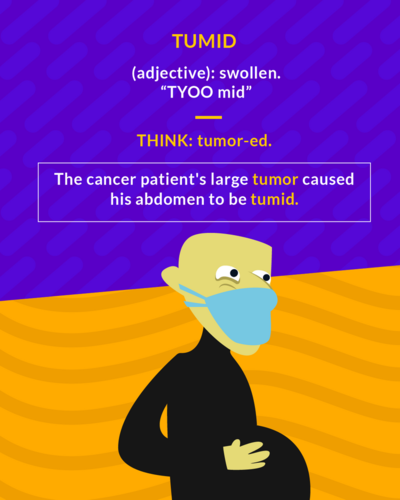 TUMID
(adjective): swollen.
“TYOO mid”
THINK: tumor-ed.
The cancer patient's large tumor caused
his abdomen to be tumid.